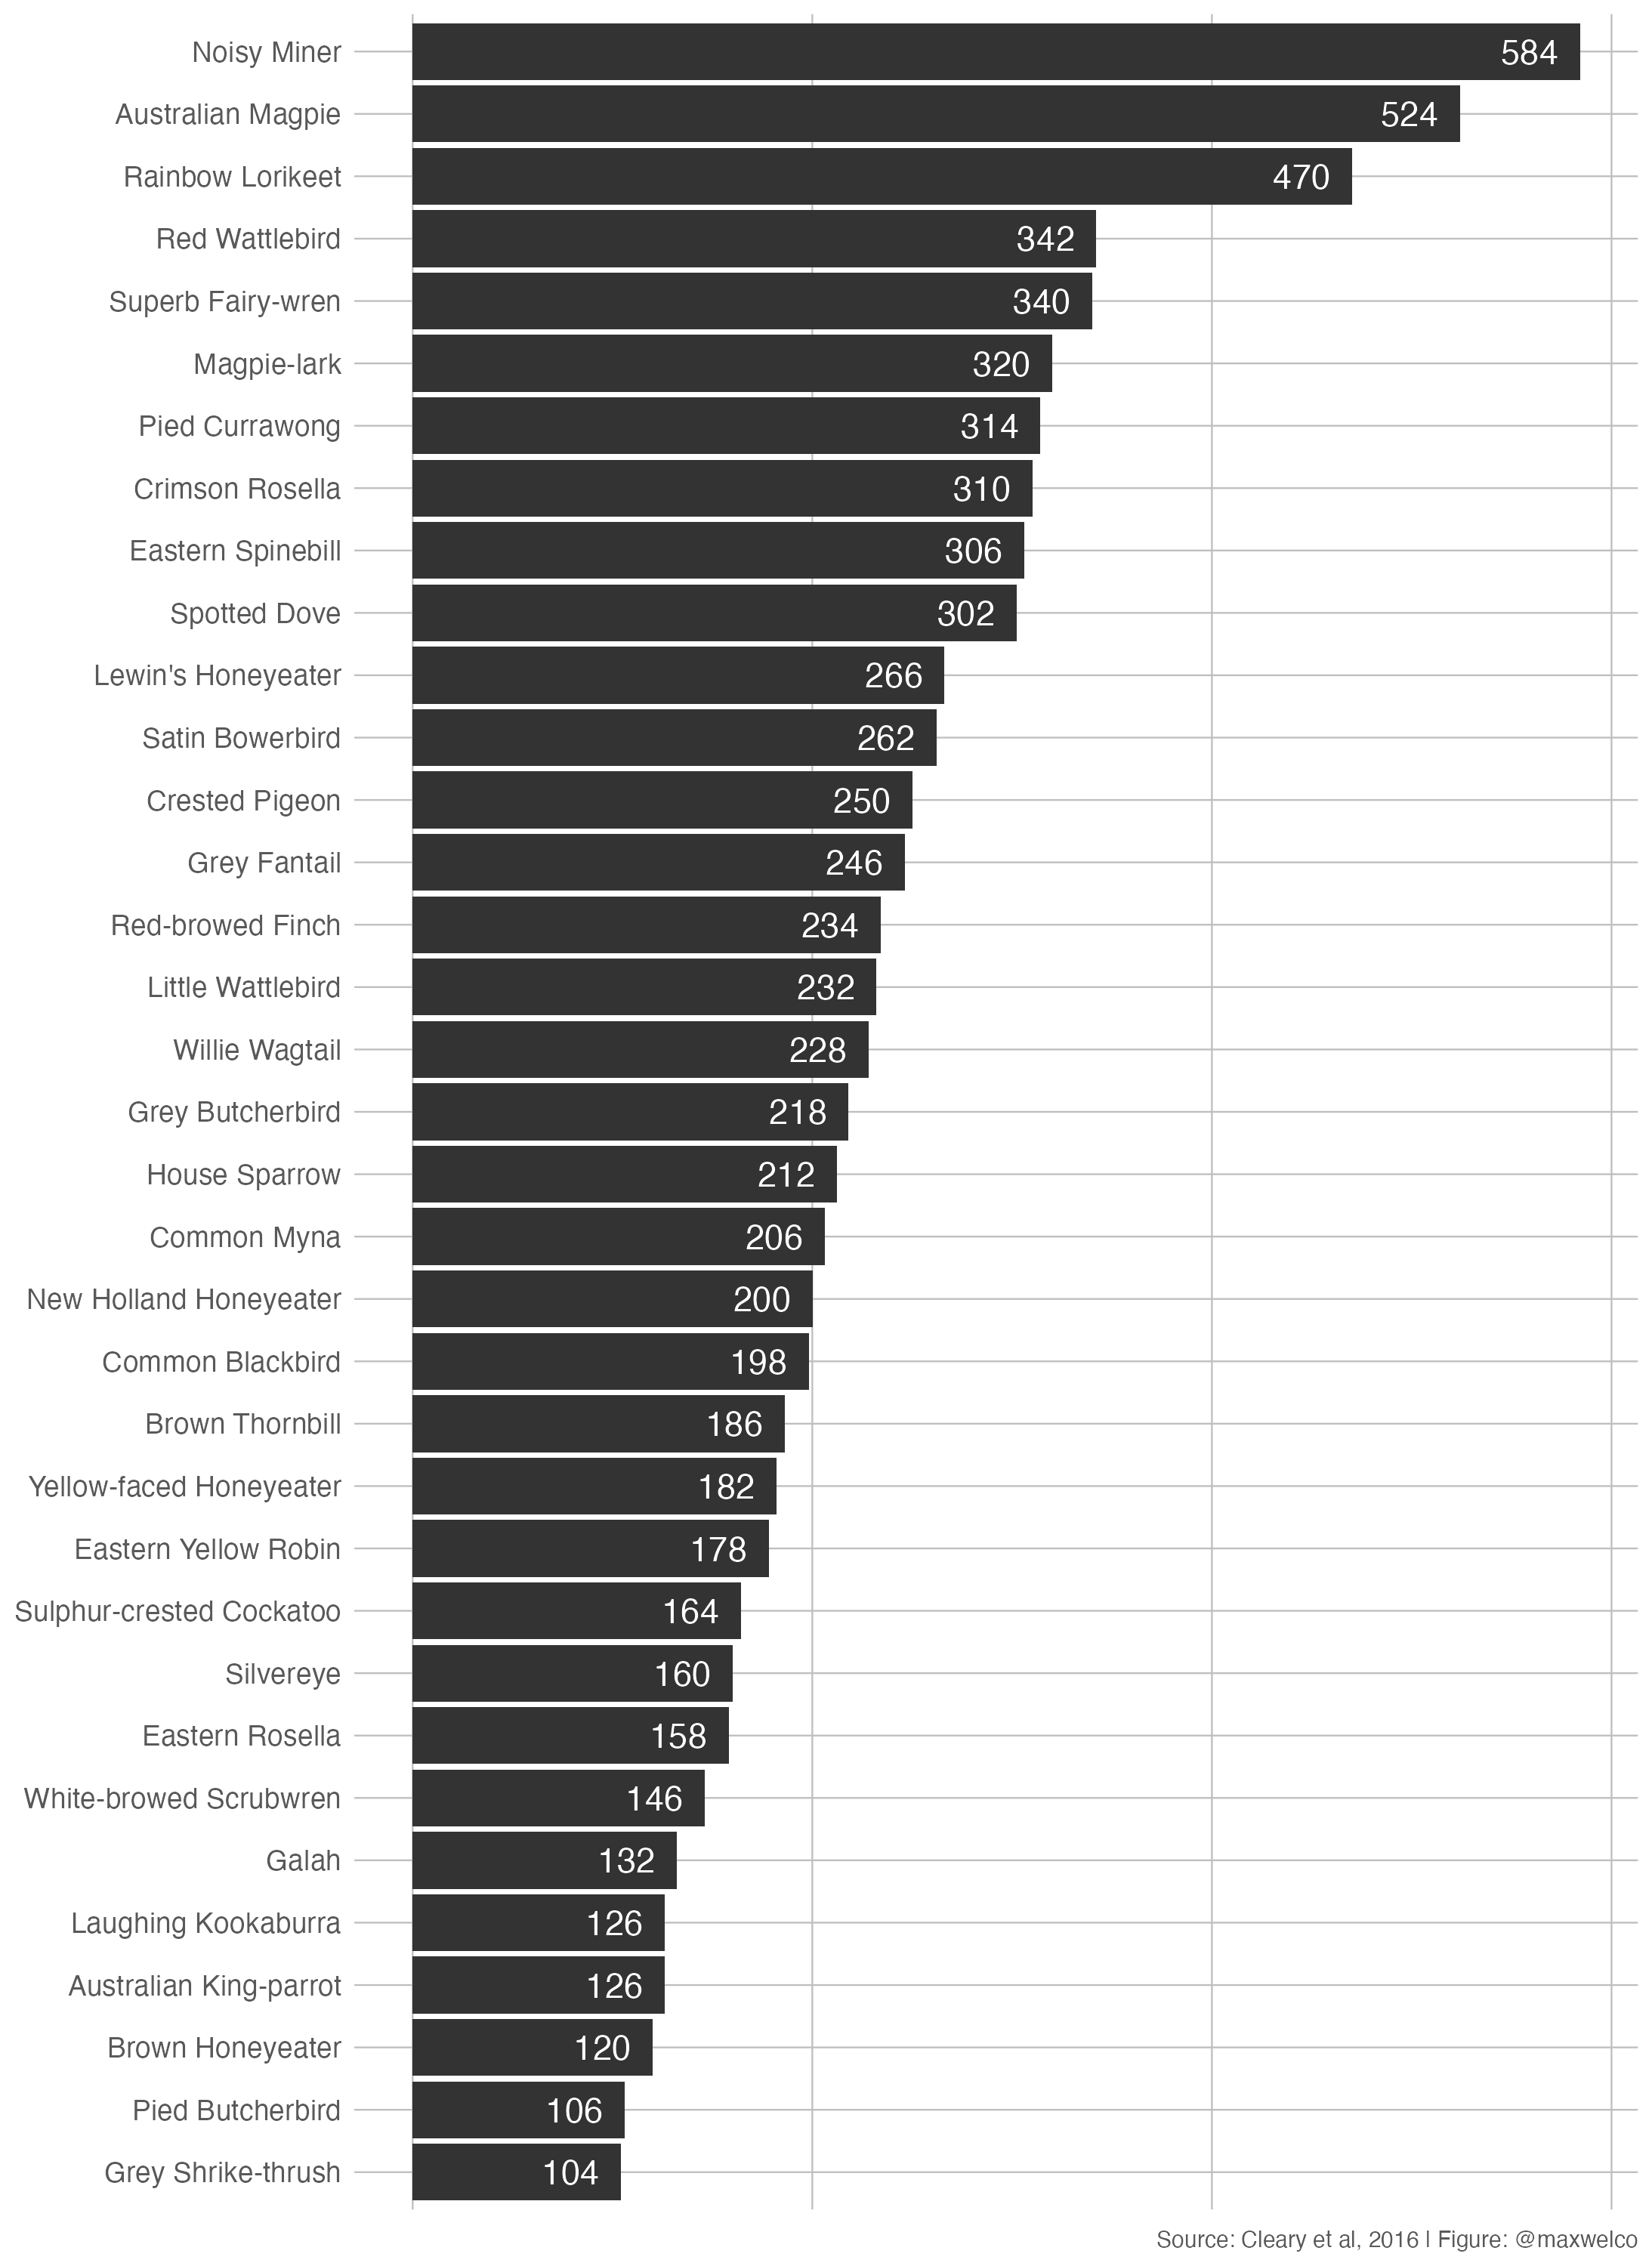 Noisy Miner 584
Australian Magpie 524
Rainbow Lorikeet 470
Red Wattlebird 342
Superb Fairy-wren 340
Magpie-lark 320
Pied Currawong 314
Crimson Rosella 310
Eastern Spinebill 306
Spotted Dove 302
Lewin's Honeyeater 266
Satin Bowerbird 262
Crested Pigeon 250
Grey Fantail 246
Red-browed Finch 234
Little Wattlebird 232
Willie Wagtail 228
Grey Butcherbird 218
House Sparrow 212
Common Myna 206
New Holland Honeyeater 200
Common Blackbird 198
Brown Thornbill 186
Yellow-faced Honeyeater 182
Eastern Yellow Robin 178
Sulphur-crested Cockatoo 164
Silvereye 160
Eastern Rosella 158
White-browed Scrubwren 146
Galah 132
Laughing Kookaburra 126
Australian King-parrot 126
Brown Honeyeater 120
Pied Butcherbird 106
Grey Shrike-thrush 104
Source: Cleary et al, 2016 | Figure: @maxwelco